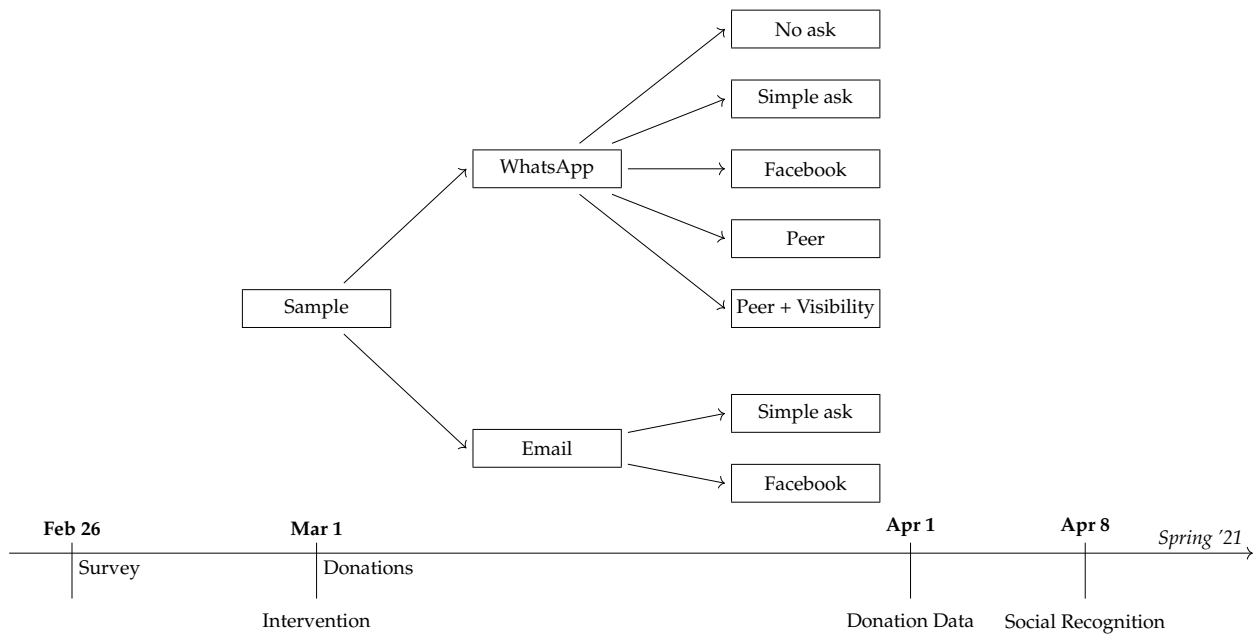 No ask
Simple ask
WhatsApp
Facebook
Peer
Sample
Peer + Visibility
Simple ask
Email
Facebook
Feb 26
Mar 1
Apr 1
Apr 8
Spring ’21
Survey
Donations
Intervention
Donation Data
Social Recognition